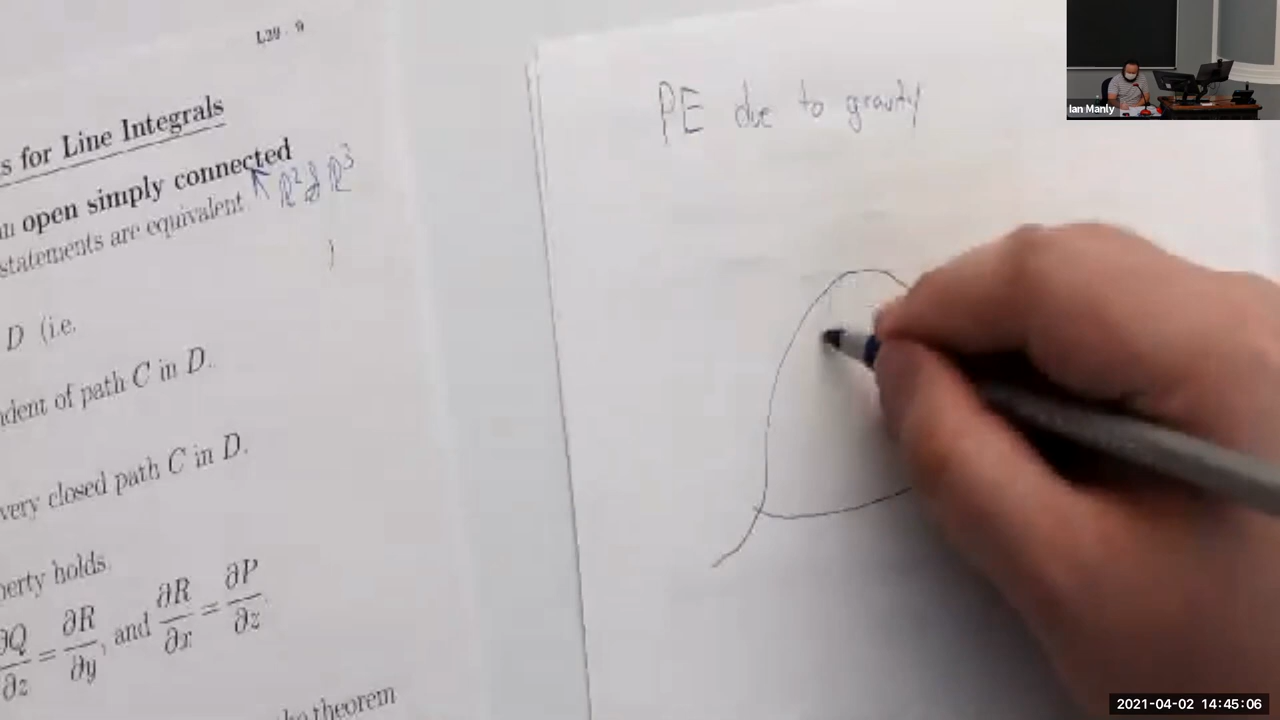 L39 - 9
s for Line Integrals
open simply connected
ℝ² & ℝ³
statements are equivalent
D (i.e.
ndent of path C in D.
very closed path C in D.
perty holds.
∂Q/∂z = ∂R/∂y, and ∂R/∂x = ∂P/∂z.
theorem
PE due to gravity
Ian Manly
2021-04-02 14:45:06